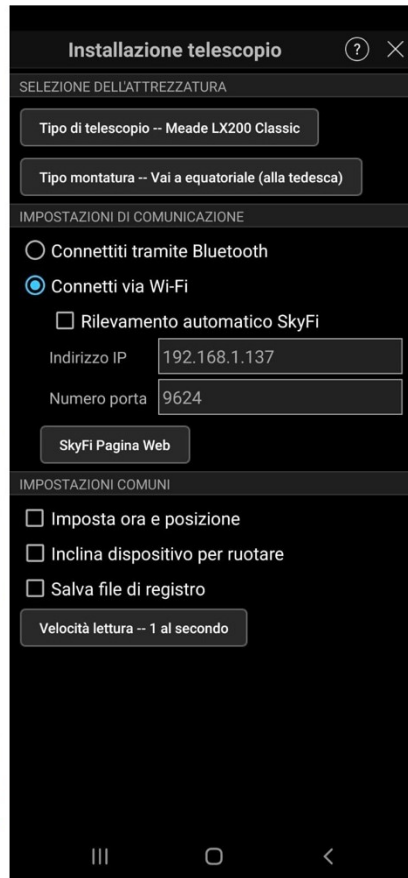 Installazione telescopio ?
SELEZIONE DELL'ATTREZZATURA
Tipo di telescopio -- Meade LX200 Classic
Tipo montatura -- Vai a equatoriale (alla tedesca)
IMPOSTAZIONI DI COMUNICAZIONE
Connettiti tramite Bluetooth
Connetti via Wi-Fi
Rilevamento automatico SkyFi
Indirizzo IP 192.168.1.137
Numero porta 9624
SkyFi Pagina Web
IMPOSTAZIONI COMUNI
Imposta ora e posizione
Inclina dispositivo per ruotare
Salva file di registro
Velocità lettura -- 1 al secondo